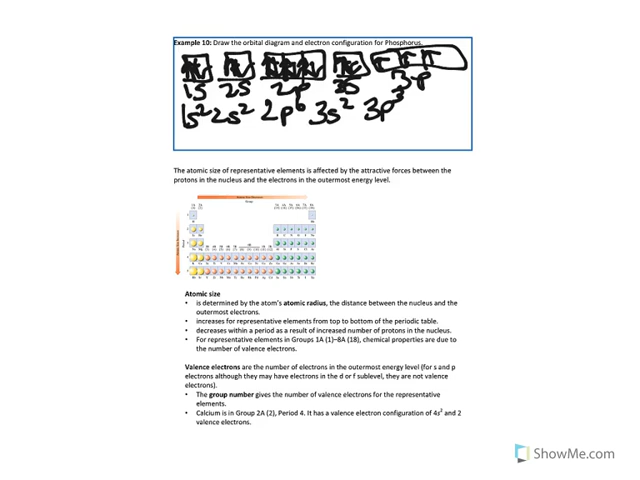 Example 10: Draw the orbital diagram and electron configuration for Phosphorus.
1s 2s 2p 3s 3p
1s² 2s² 2p⁶ 3s² 3p³
The atomic size of representative elements is affected by the attractive forces between the
protons in the nucleus and the electrons in the outermost energy level.
Atomic size
• is determined by the atom's atomic radius, the distance between the nucleus and the
outermost electrons.
• increases for representative elements from top to bottom of the periodic table.
• decreases within a period as a result of increased number of protons in the nucleus.
• For representative elements in Groups 1A (1)–8A (18), chemical properties are due to
the number of valence electrons.
Valence electrons are the number of electrons in the outermost energy level (for s and p
electrons although they may have electrons in the d or f sublevel, they are not valence
electrons).
• The group number gives the number of valence electrons for the representative
elements.
• Calcium is in Group 2A (2), Period 4. It has a valence electron configuration of 4s² and 2
valence electrons.
ShowMe.com